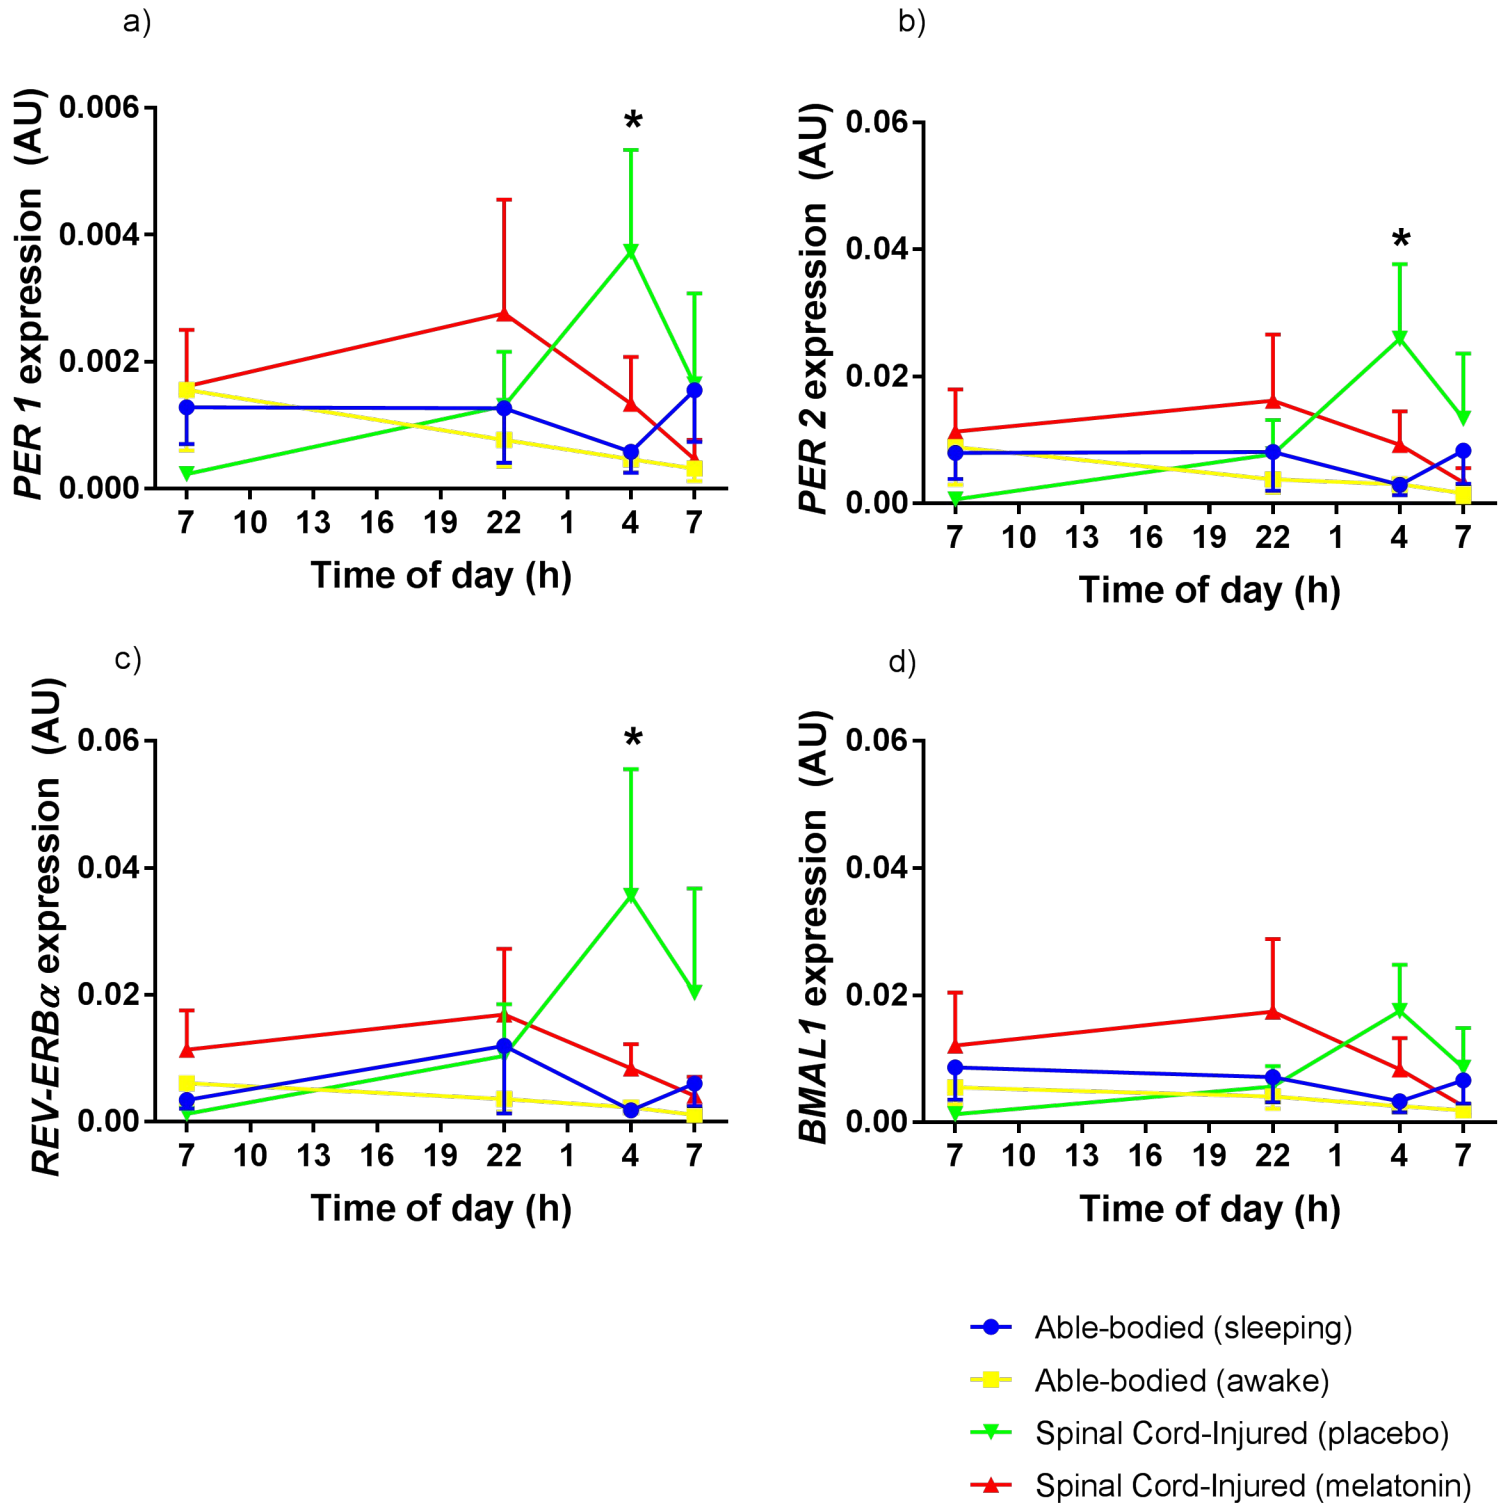 a)
PER 1 expression (AU)
0.006
0.004
0.002
0.000
*
7 10 13 16 19 22 1 4 7
Time of day (h)
b)
PER 2 expression (AU)
0.06
0.04
0.02
0.00
*
7 10 13 16 19 22 1 4 7
Time of day (h)
c)
REV-ERBα expression (AU)
0.06
0.04
0.02
0.00
*
7 10 13 16 19 22 1 4 7
Time of day (h)
d)
BMAL1 expression (AU)
0.06
0.04
0.02
0.00
7 10 13 16 19 22 1 4 7
Time of day (h)
Able-bodied (sleeping)
Able-bodied (awake)
Spinal Cord-Injured (placebo)
Spinal Cord-Injured (melatonin)